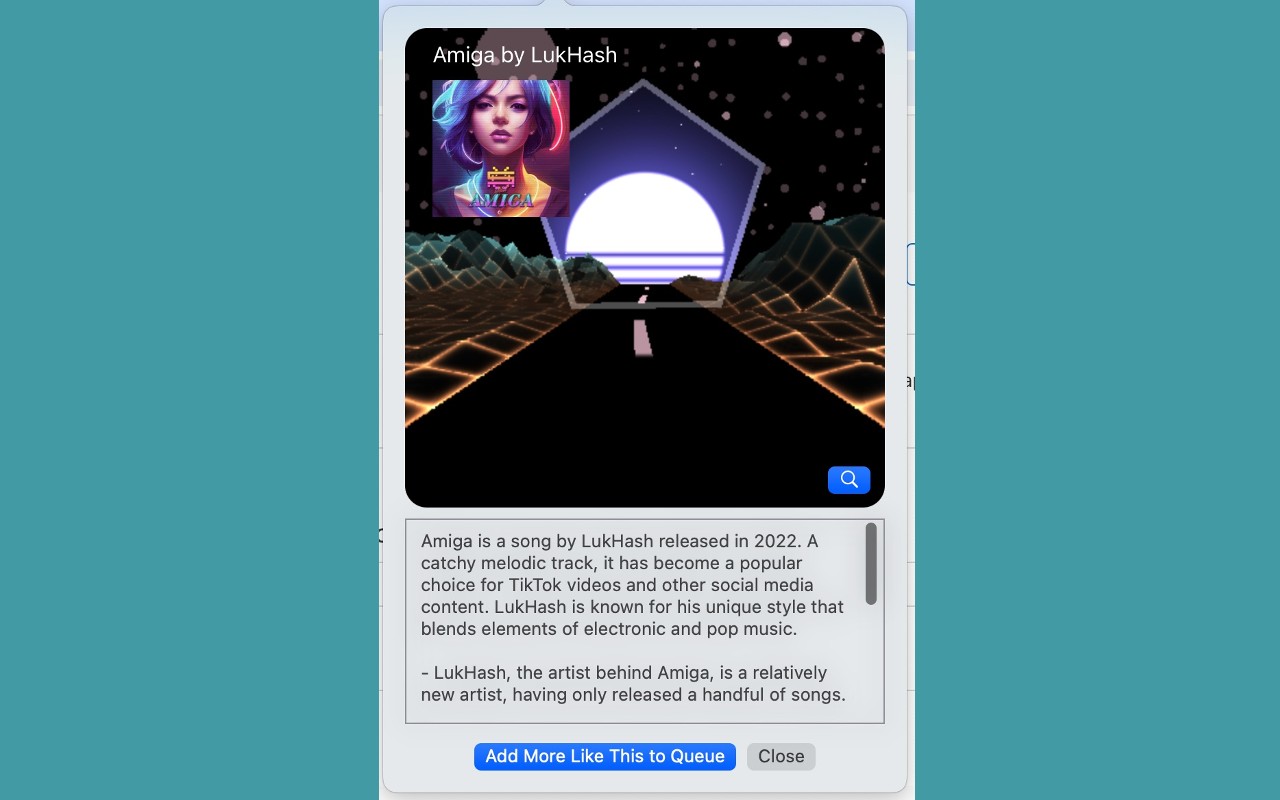 Amiga by LukHash
AMIGA
Amiga is a song by LukHash released in 2022. A
catchy melodic track, it has become a popular
choice for TikTok videos and other social media
content. LukHash is known for his unique style that
blends elements of electronic and pop music.
- LukHash, the artist behind Amiga, is a relatively
new artist, having only released a handful of songs.
Add More Like This to Queue
Close